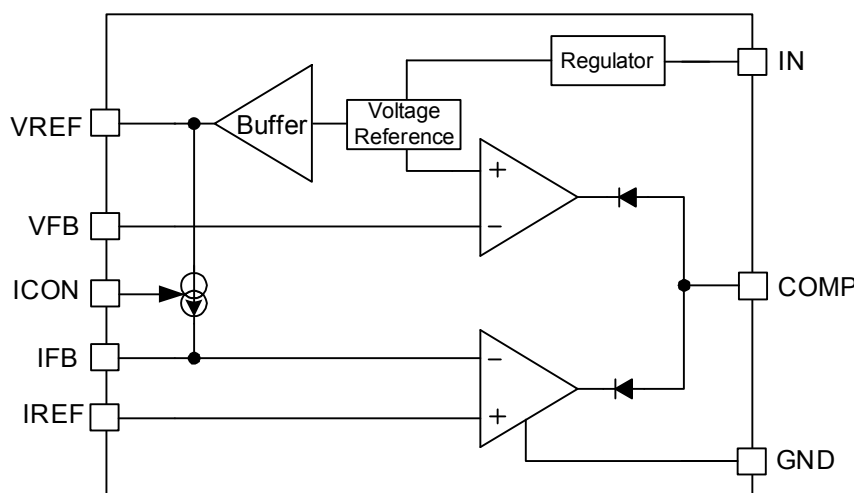 IN
Regulator
VREF
Buffer
Voltage
Reference
+
−
VFB
ICON
COMP
IFB
−
IREF
+
GND